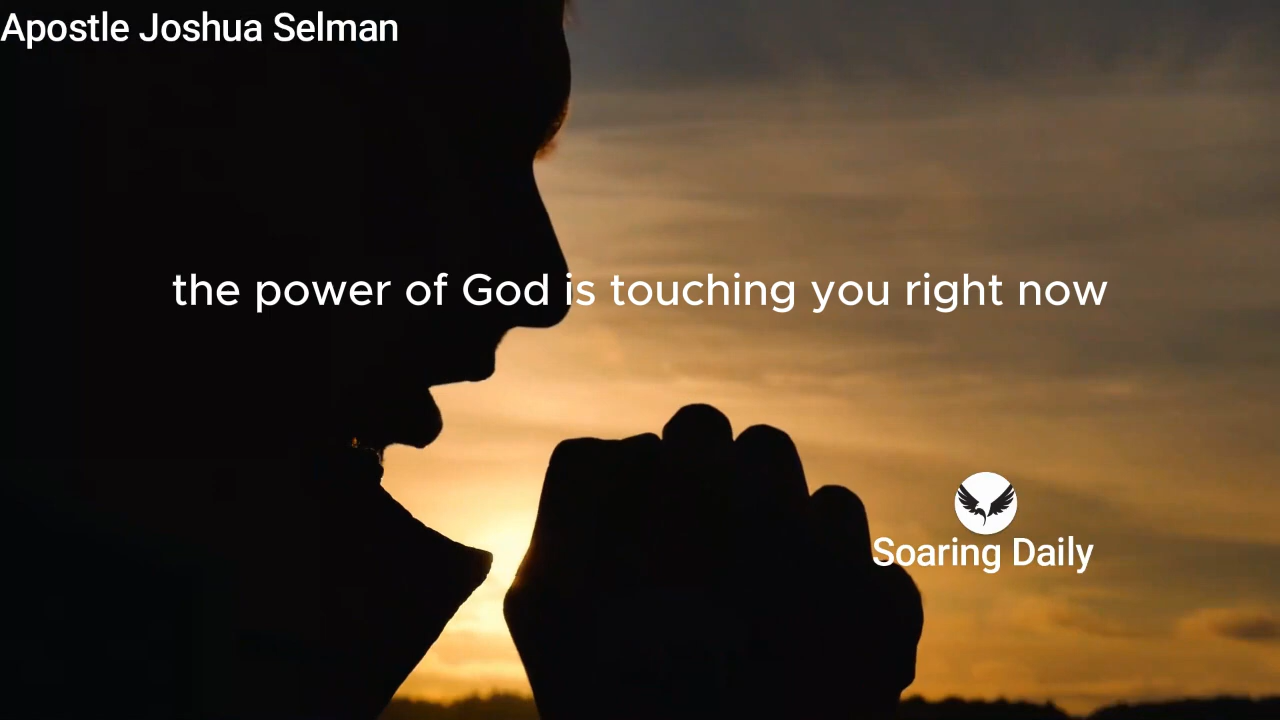 Apostle Joshua Selman
the power of God is touching you right now
Soaring Daily